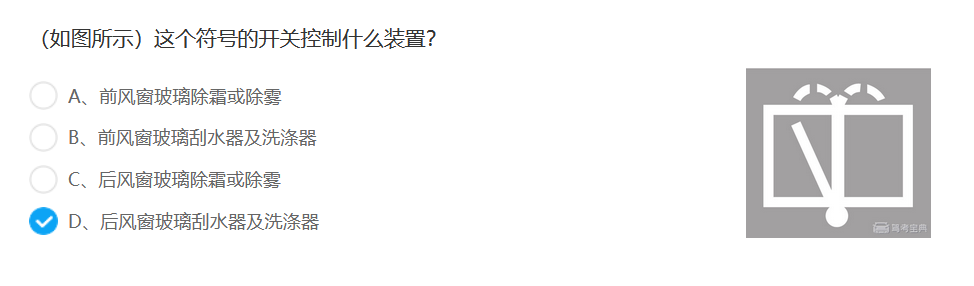 （如图所示）这个符号的开关控制什么装置？
A、前风窗玻璃除霜或除雾
B、前风窗玻璃刮水器及洗涤器
C、后风窗玻璃除霜或除雾
D、后风窗玻璃刮水器及洗涤器
驾考宝典